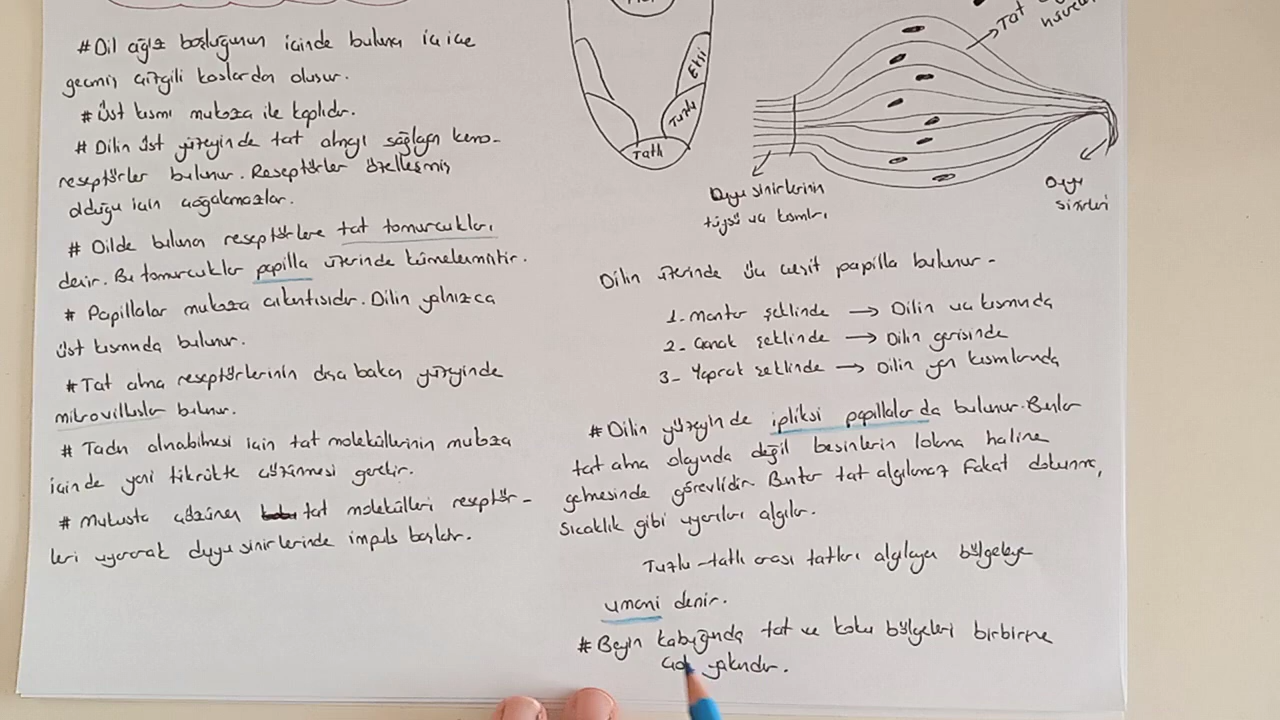 # Dil ağız boşluğunun içinde bulunan iç içe
geçmiş çizgili kaslardan oluşur.
# Üst kısmı mukoza ile kaplıdır.
# Dilin üst yüzeyinde tat almayı sağlayan kemo-
reseptörler bulunur. Reseptörler özelleşmiş
olduğu için çoğalamazlar.
# Dilde bulunan reseptörlere tat tomurcukları
denir. Bu tomurcuklar papilla üzerinde kümelenmiştir.
# Papillalar mukoza çıkıntısıdır. Dilin yalnızca
üst kısmında bulunur.
# Tat alma reseptörlerinin dışa bakan yüzeyinde
mikrovilluslar bulunur.
# Tadın alınabilmesi için tat moleküllerinin mukoza
içinde yani tükrükte çözünmesi gerekir.
# Mukusta çözünen tat molekülleri reseptör-
leri uyararak duyu sinirlerinde impuls başlatır.
Ekşi
Tuzlu
Tatlı
Tat
Duyu sinirlerinin
tüysü uç kısımları
Duyu
sinirleri
Dilin üzerinde üç çeşit papilla bulunur-
1- Mantar şeklinde → Dilin uç kısmında
2- Çanak şeklinde → Dilin gerisinde
3- Yaprak şeklinde → Dilin yan kısımlarında
# Dilin yüzeyinde ipliksi papillalar da bulunur. Bunlar
tat alma olayında değil besinlerin lokma haline
gelmesinde görevlidir. Bunlar tat algılamaz fakat dokunma,
sıcaklık gibi uyarıları algılar.
Tuzlu-tatlı arası tatları algılayan bölgeye
umami denir.
# Beyin kabuğunda tat ve koku bölgeleri birbirine
çok yakındır.